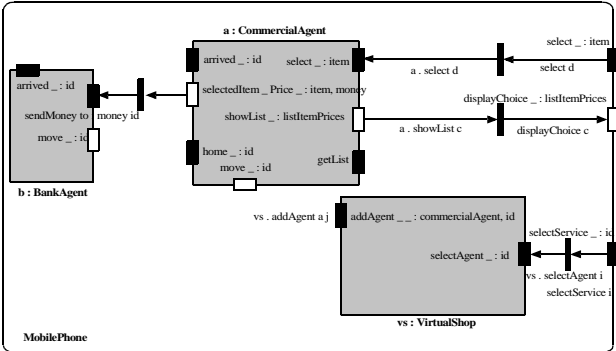 a : CommercialAgent
select _ : item
arrived _ : id
select _ : item
a . select d
select d
arrived _ : id
selectedItem _ Price _ : item, money
displayChoice _ : listItemPrices
sendMoney to
money id
showList _ : listItemPrices
a . showList c
displayChoice c
move _ : id
home _ : id
getList
move _ : id
b : BankAgent
vs . addAgent a j
addAgent _ _ : commercialAgent, id
selectService _ : id
selectAgent _ : id
vs . selectAgent i
selectService i
vs : VirtualShop
MobilePhone